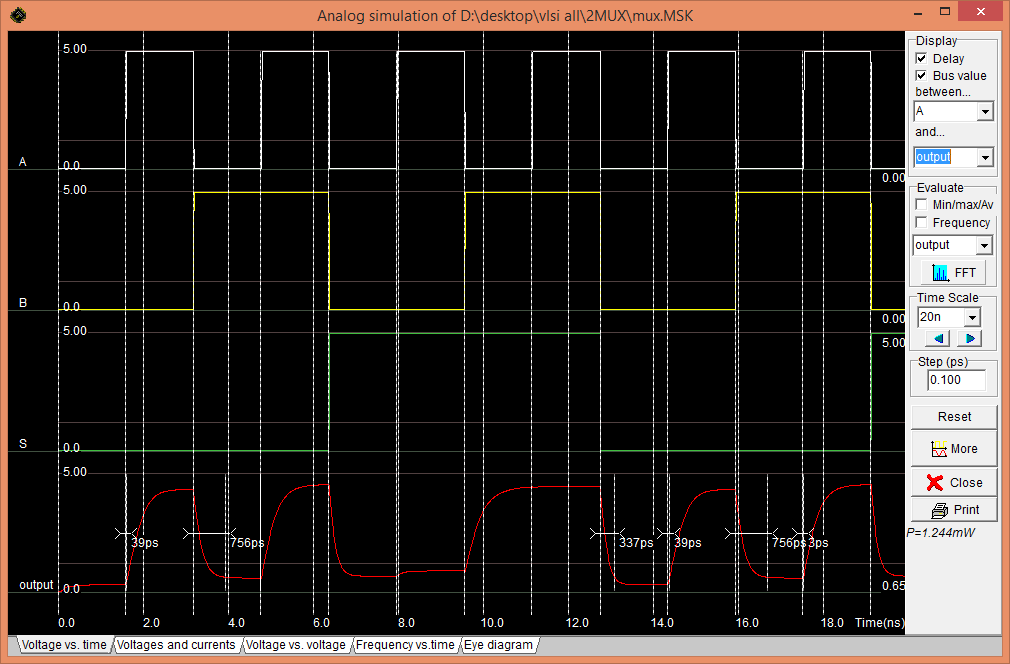 Analog simulation of D:\desktop\vlsi all\2MUX\mux.MSK
5.00
A
0.0
0.00
5.00
B
0.0
0.00
5.00
5.00
S
0.0
5.00
39ps
756ps
337ps
39ps
756ps
3ps
output
0.0
0.65
0.0 2.0 4.0 6.0 8.0 10.0 12.0 14.0 16.0 18.0 Time(ns)
Voltage vs. time Voltages and currents Voltage vs. voltage Frequency vs.time Eye diagram
Display
Delay
Bus value
between...
A
and...
output
Evaluate
Min/max/Av
Frequency
output
FFT
Time Scale
20n
Step (ps)
0.100
Reset
More
Close
Print
P=1.244mW